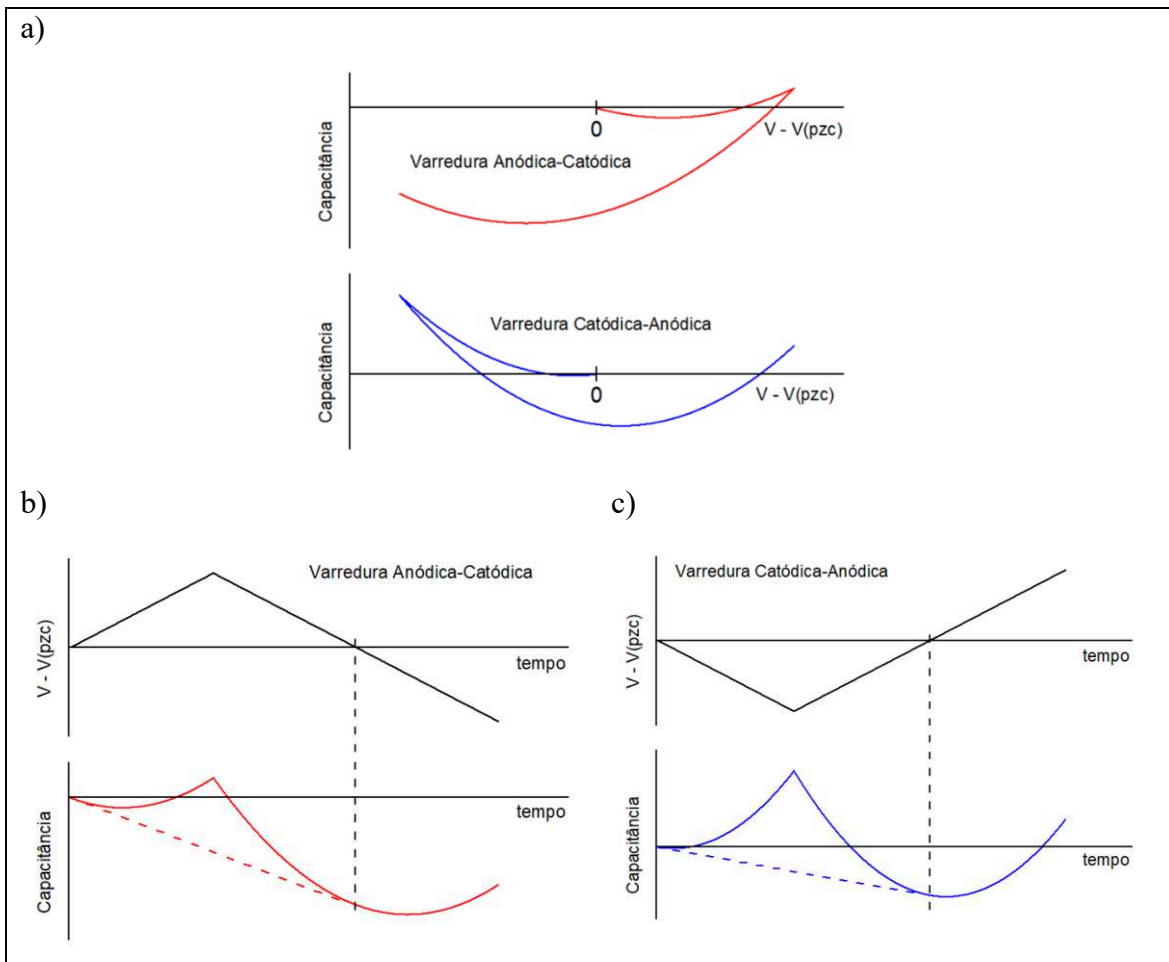 a)
Capacitância
0
V - V(pzc)
Varredura Anódica-Catódica
Capacitância
Varredura Catódica-Anódica
0
V - V(pzc)
b)
Varredura Anódica-Catódica
V - V(pzc)
tempo
Capacitância
tempo
c)
Varredura Catódica-Anódica
V - V(pzc)
tempo
Capacitância
tempo